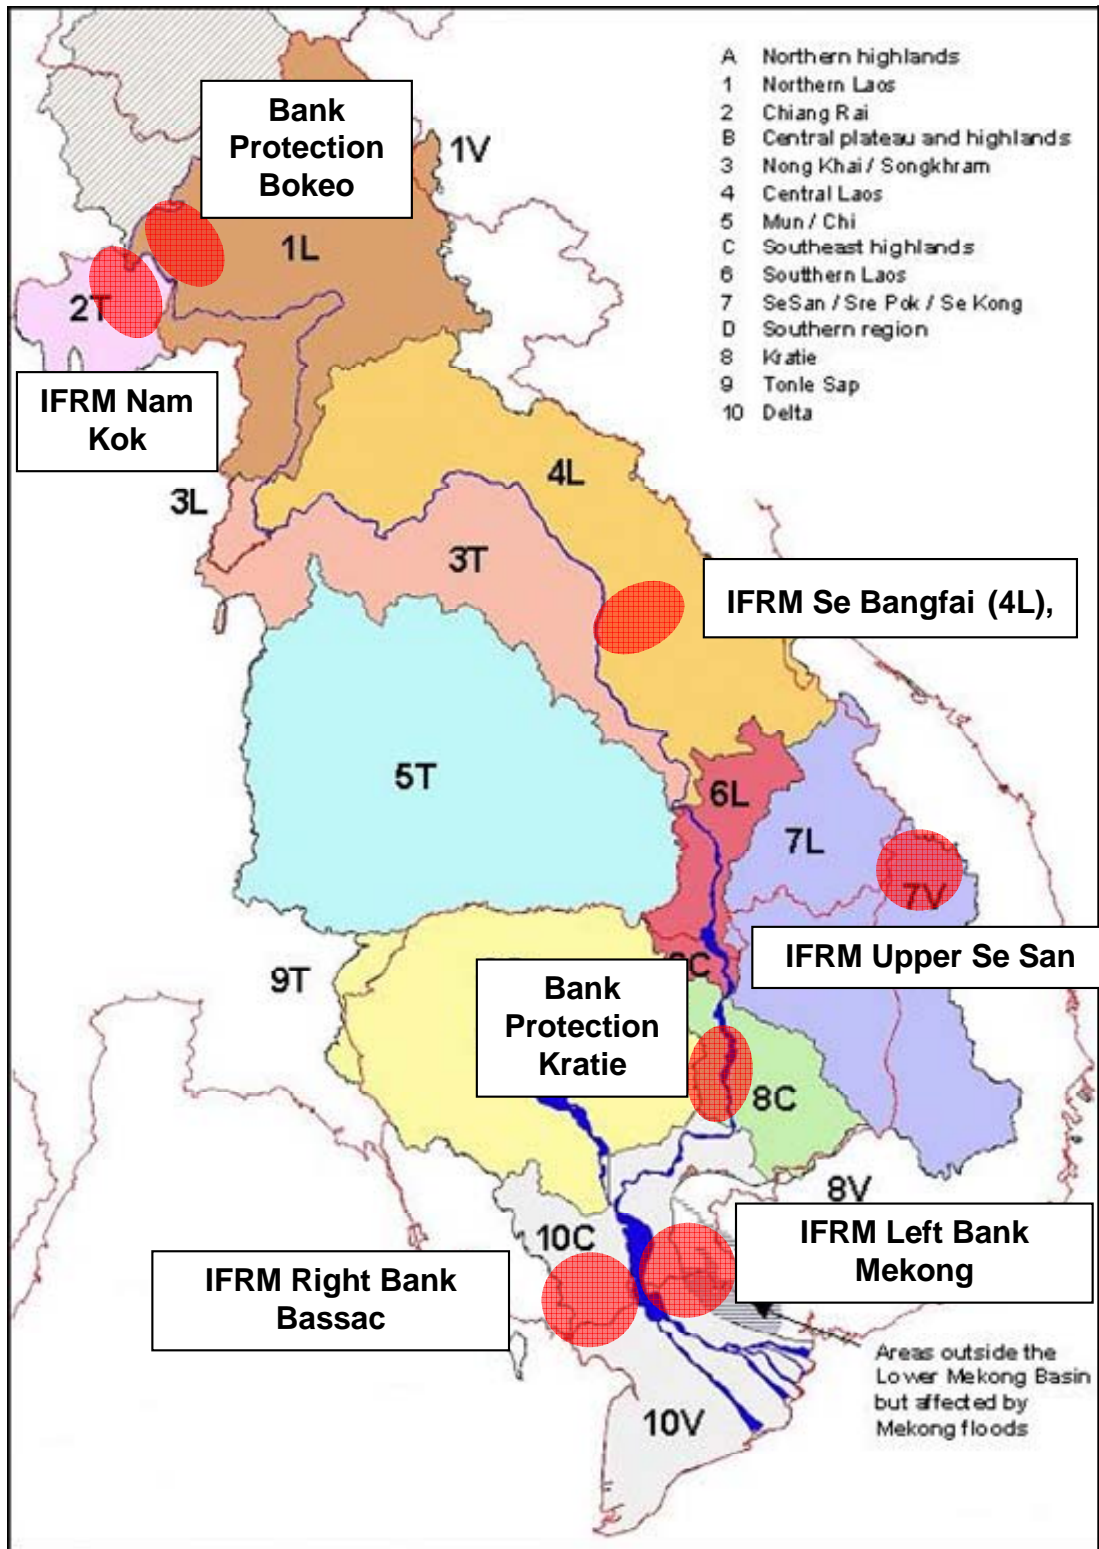 A Northern highlands
1 Northern Laos
2 Chiang Rai
B Central plateau and highlands
3 Nong Khai / Songkhram
4 Central Laos
5 Mun / Chi
C Southeast highlands
6 Soutthern Laos
7 SeSan / Sre Pok / Se Kong
D Southern region
8 Kratie
9 Tonle Sap
10 Delta
Bank
Protection
Bokeo
1V
1L
2T
IFRM Nam
Kok
3L
4L
3T
IFRM Se Bangfai (4L),
5T
6L
7L
7V
IFRM Upper Se San
9T
Bank
Protection
Kratie
8C
8V
10C
IFRM Left Bank
Mekong
IFRM Right Bank
Bassac
Areas outside the
Lower Mekong Basin
but affected by
Mekong floods
10V